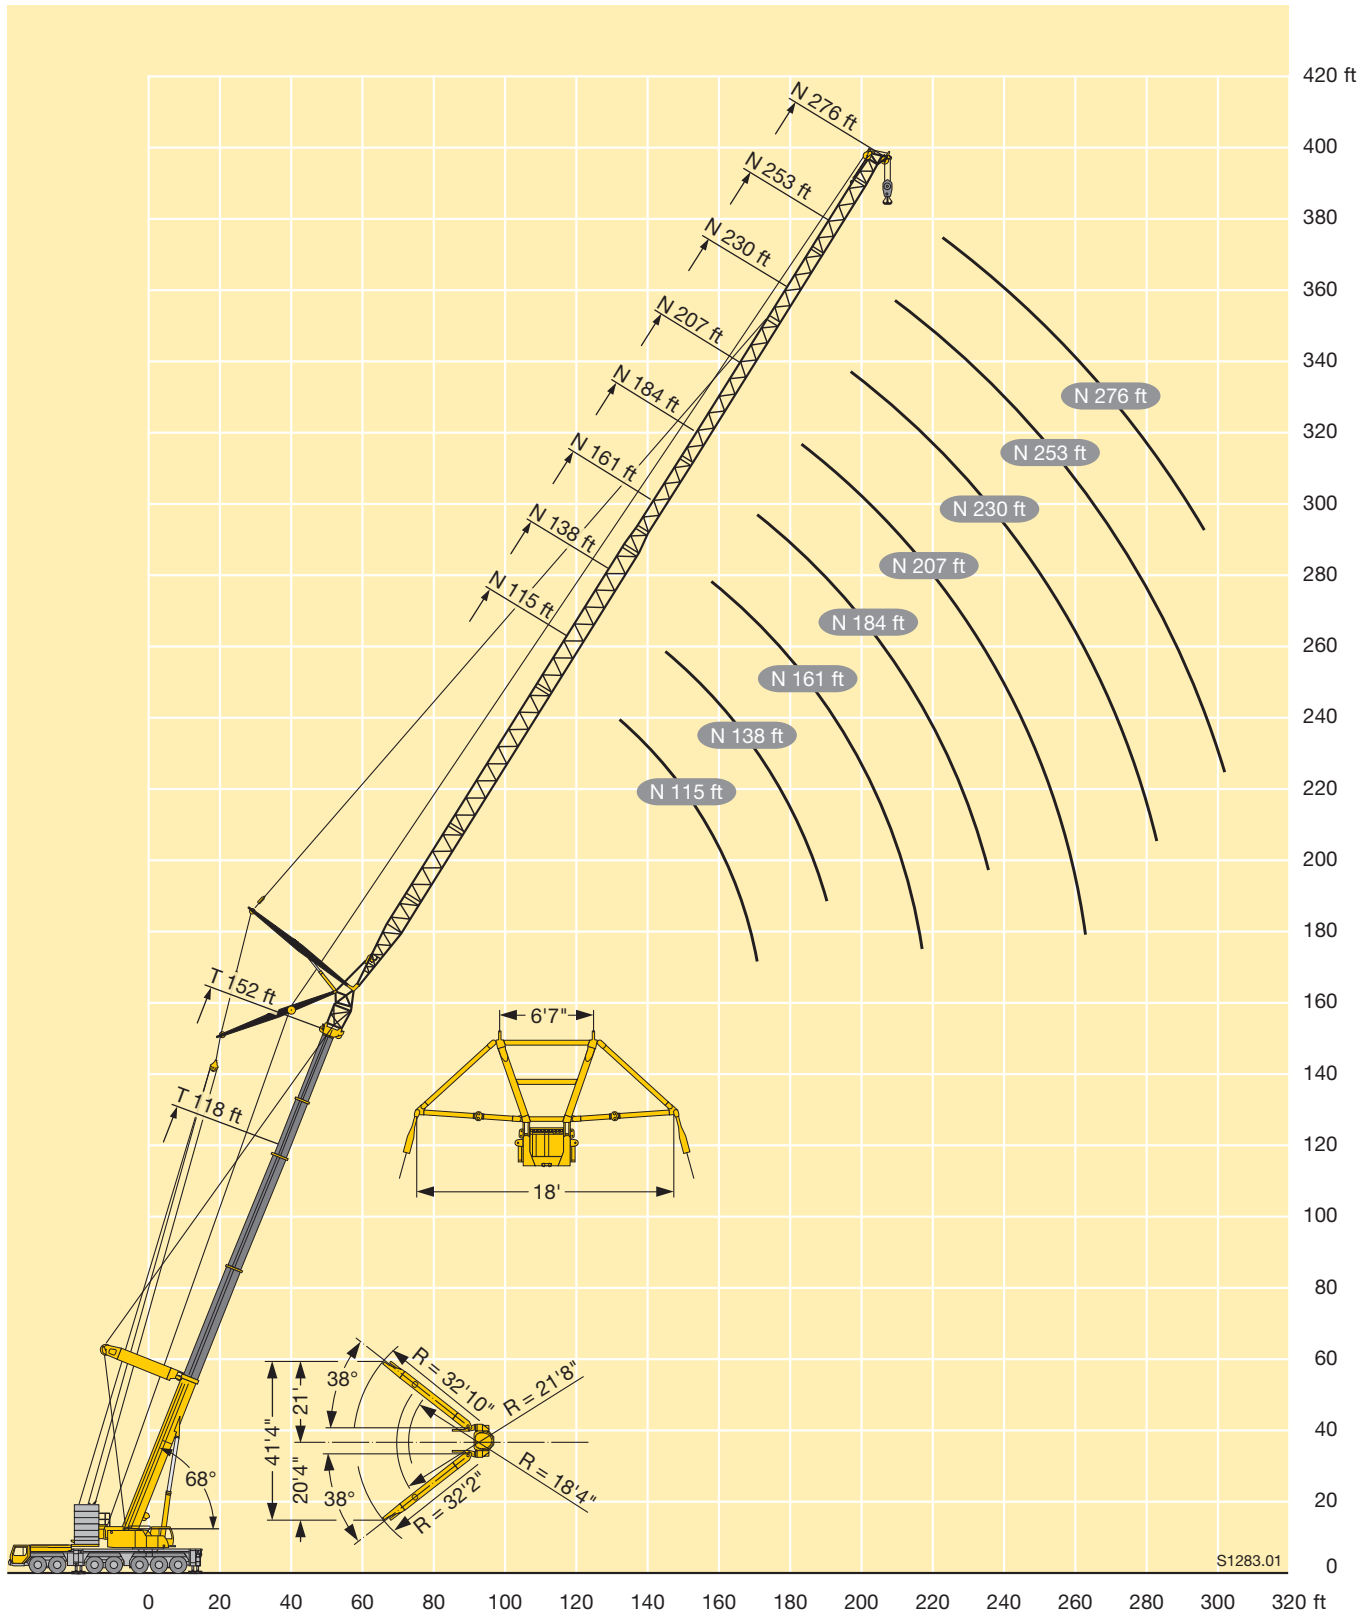 420 ft
400
380
360
340
320
300
280
260
240
220
200
180
160
140
120
100
80
60
40
20
0
N 276 ft
N 253 ft
N 230 ft
N 207 ft
N 184 ft
N 161 ft
N 138 ft
N 115 ft
N 276 ft
N 253 ft
N 230 ft
N 207 ft
N 184 ft
N 161 ft
N 138 ft
N 115 ft
T 152 ft
T 118 ft
6'7"
18'
68°
41'4"
21'
20'4"
38°
38°
R = 32'10"
R = 21'8"
R = 18'4"
R = 32'2"
S1283.01
0 20 40 60 80 100 120 140 160 180 200 220 240 260 280 300 320 ft